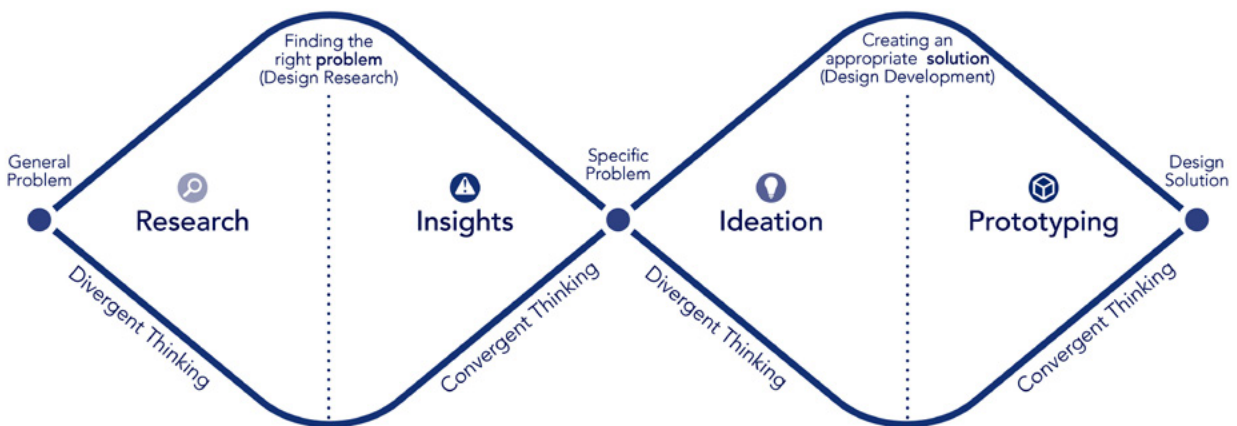 Finding the
right problem
(Design Research)
Creating an
appropriate solution
(Design Development)
General
Problem
Specific
Problem
Design
Solution
Research
Insights
Ideation
Prototyping
Divergent Thinking
Convergent Thinking
Divergent Thinking
Convergent Thinking